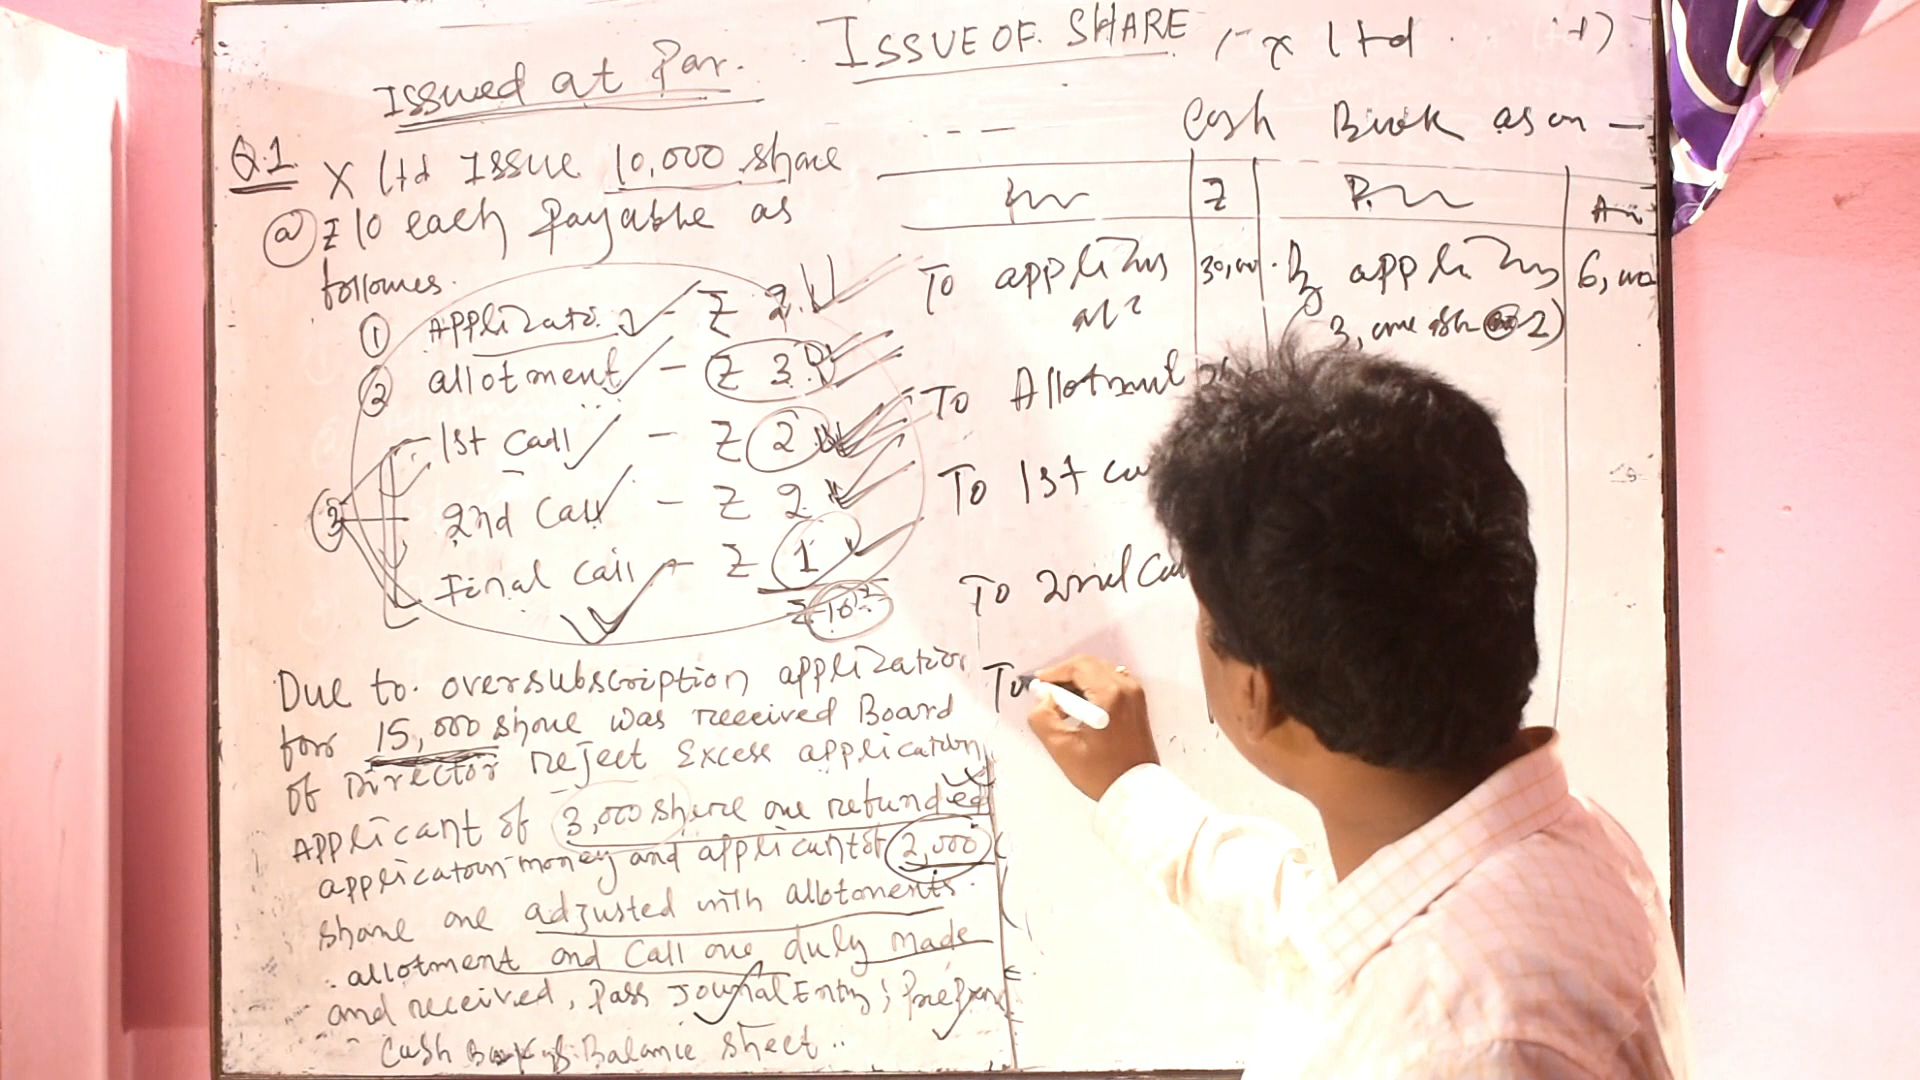 ISSUE OF SHARE
Issued at Par.
Q.1 X Ltd Issue 10,000 share
@ ₹10 each payable as
follows.
① Application - ₹ 2
② allotment - ₹ 3
③ 1st Call - ₹ 2
2nd Call - ₹ 2
Final Call - ₹ 1
₹ 10
Due to oversubscription application
for 15,000 share was received Board
of Director reject Excess application
Applicant of 3,000 share are refunded
application money and applicant of 2,000
share are adjusted with allotments
allotment and Call are duly made
and received, Pass Journal Entry; Prepare
Cash Book & Balance Sheet
X Ltd
Cash Book as on
₹
To application
30,000
By application
6,000
To Allotment
To 1st
To 2nd Call
To